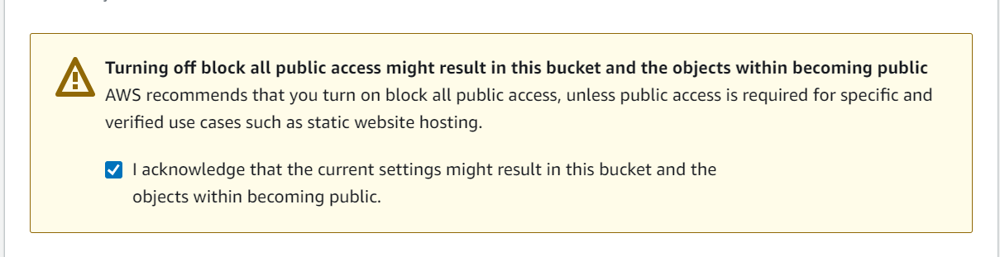 Turning off block all public access might result in this bucket and the objects within becoming public
AWS recommends that you turn on block all public access, unless public access is required for specific and
verified use cases such as static website hosting.
I acknowledge that the current settings might result in this bucket and the
objects within becoming public.